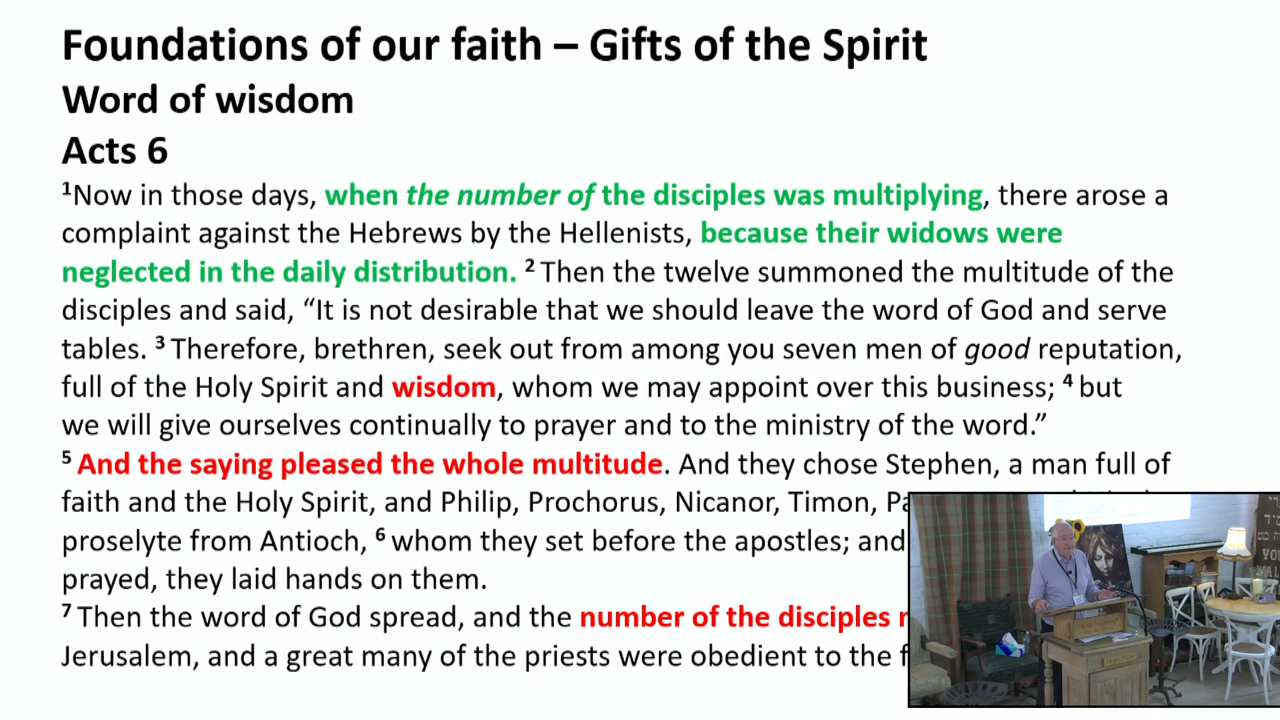 Foundations of our faith – Gifts of the Spirit
Word of wisdom
Acts 6
¹Now in those days, when the number of the disciples was multiplying, there arose a
complaint against the Hebrews by the Hellenists, because their widows were
neglected in the daily distribution. ² Then the twelve summoned the multitude of the
disciples and said, “It is not desirable that we should leave the word of God and serve
tables. ³ Therefore, brethren, seek out from among you seven men of good reputation,
full of the Holy Spirit and wisdom, whom we may appoint over this business; ⁴ but
we will give ourselves continually to prayer and to the ministry of the word.”
⁵ And the saying pleased the whole multitude. And they chose Stephen, a man full of
faith and the Holy Spirit, and Philip, Prochorus, Nicanor, Timon,
proselyte from Antioch, ⁶ whom they set before the apostles; and
prayed, they laid hands on them.
⁷ Then the word of God spread, and the number of the disciples
Jerusalem, and a great many of the priests were obedient to the